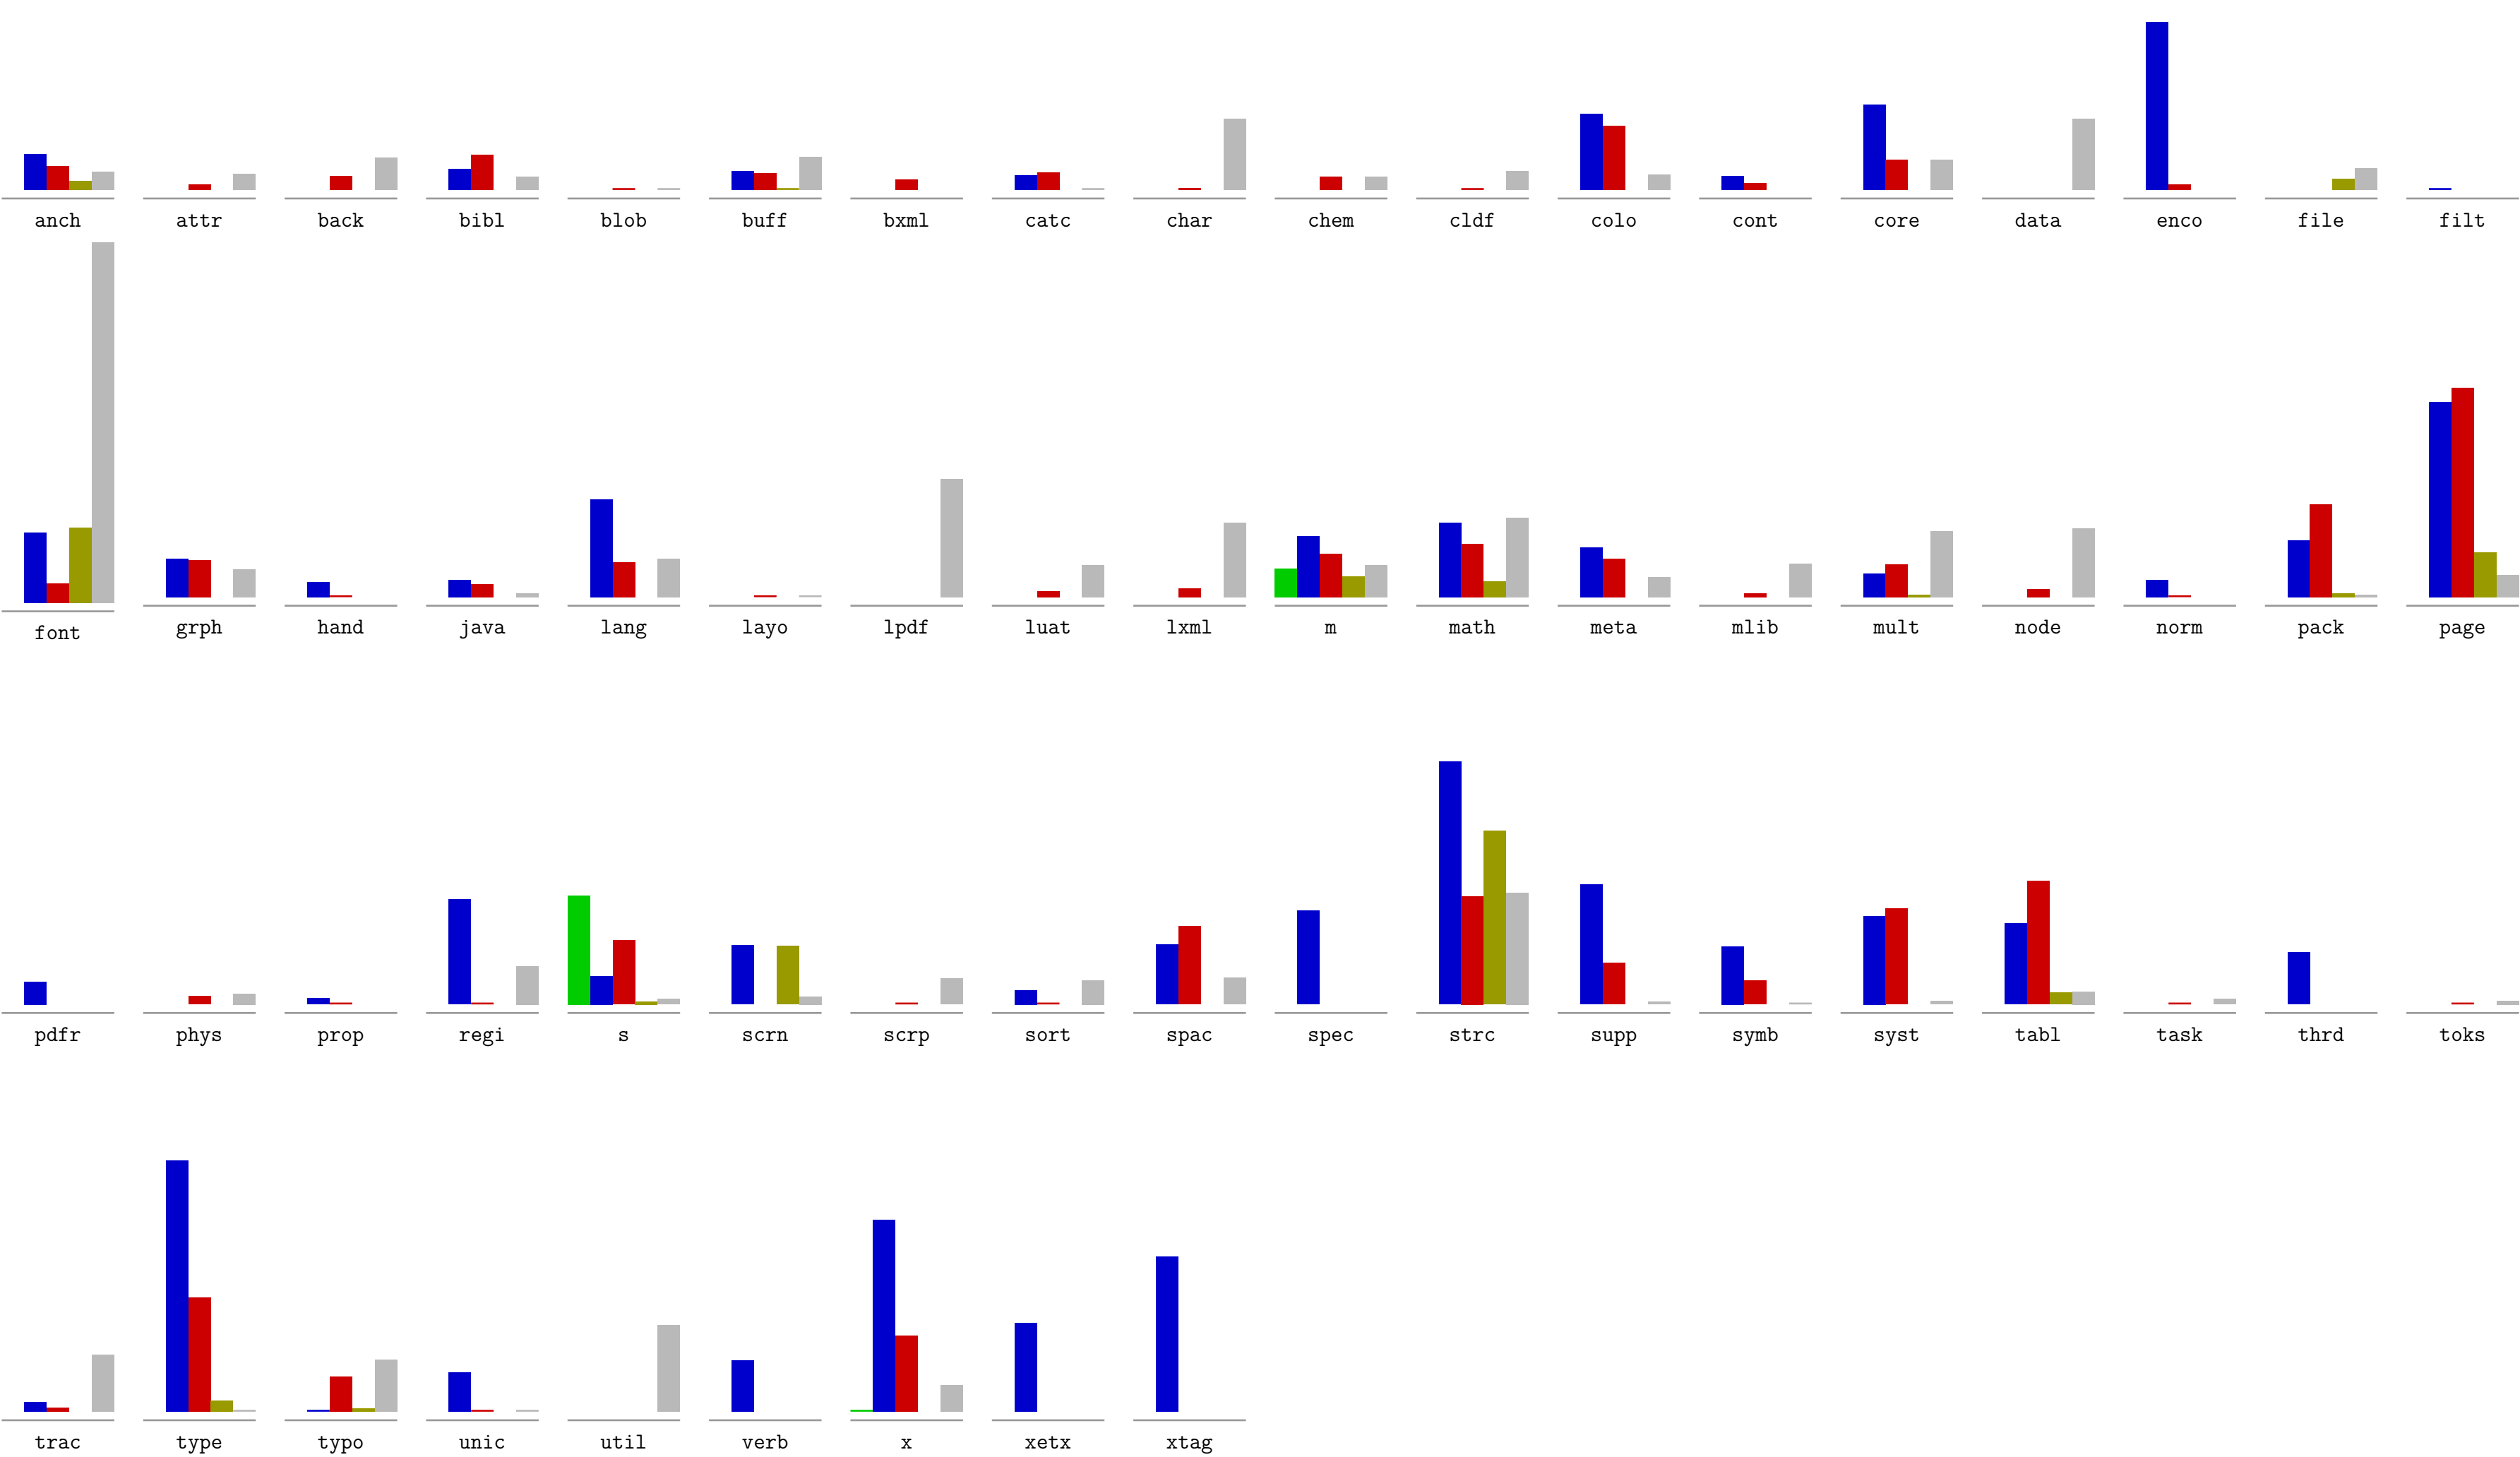 anch attr back bibl blob buff bxml catc char chem cldf colo cont core data enco file filt
font grph hand java lang layo lpdf luat lxml m math meta mlib mult node norm pack page
pdfr phys prop regi s scrn scrp sort spac spec strc supp symb syst tabl task thrd toks
trac type typo unic util verb x xetx xtag